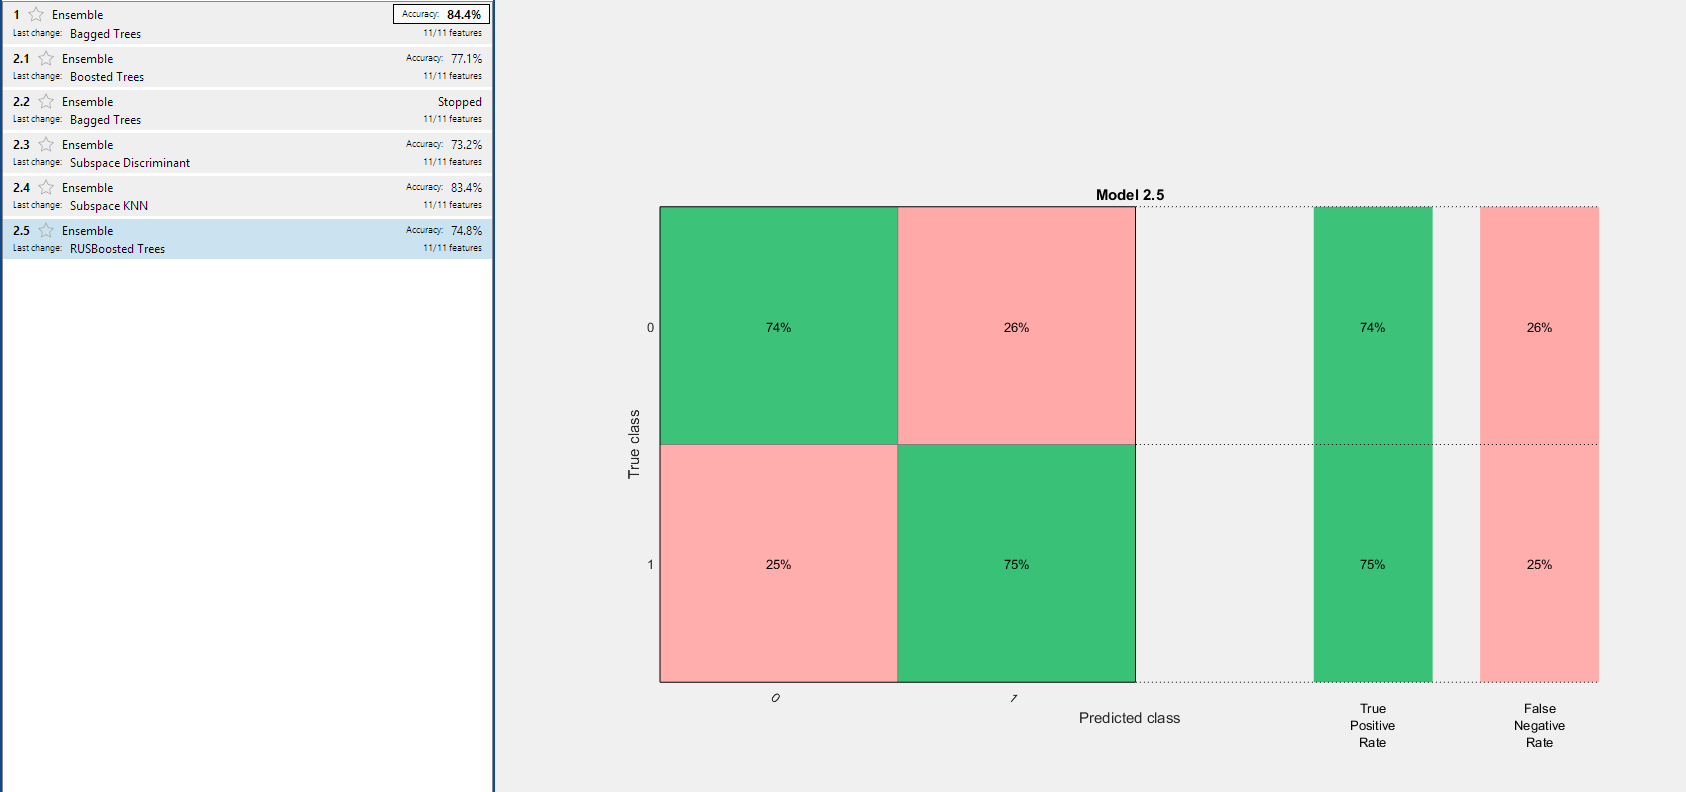 1 Ensemble Accuracy: 84.4%
Last change: Bagged Trees 11/11 features
2.1 Ensemble Accuracy: 77.1%
Last change: Boosted Trees 11/11 features
2.2 Ensemble Stopped
Last change: Bagged Trees 11/11 features
2.3 Ensemble Accuracy: 73.2%
Last change: Subspace Discriminant 11/11 features
2.4 Ensemble Accuracy: 83.4%
Last change: Subspace KNN 11/11 features
2.5 Ensemble Accuracy: 74.8%
Last change: RUSBoosted Trees 11/11 features
Model 2.5
0 74% 26% 74% 26%
True class
1 25% 75% 75% 25%
0 1
Predicted class
True
Positive
Rate
False
Negative
Rate